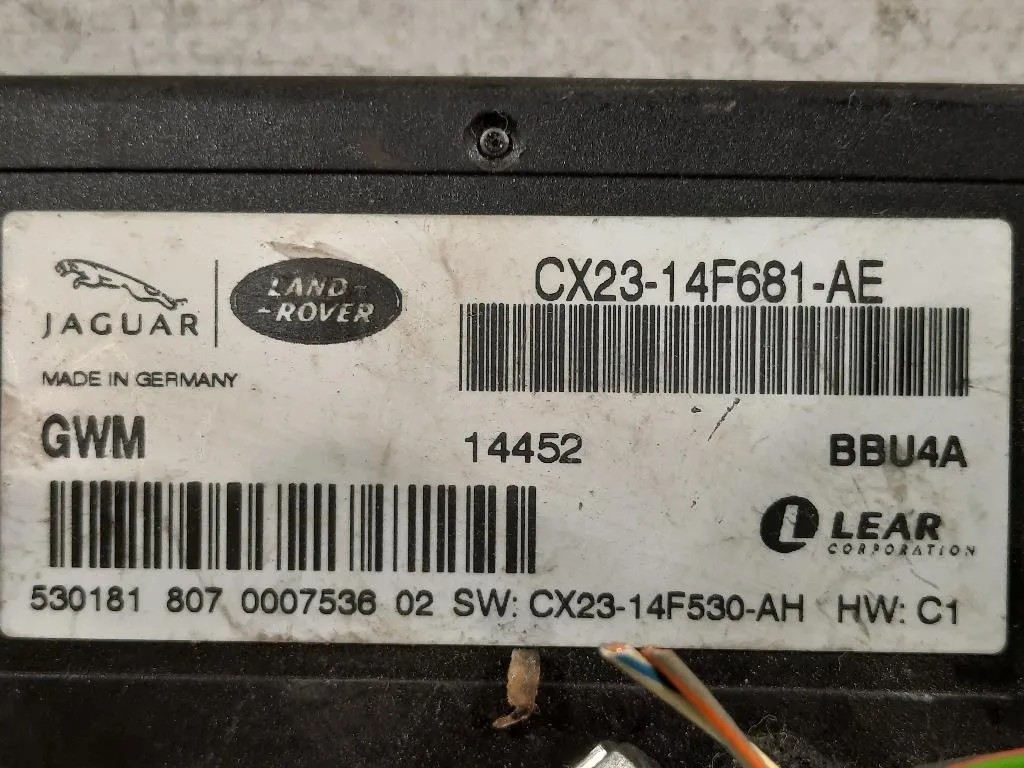 JAGUAR
LAND-
-ROVER
CX23-14F681-AE
MADE IN GERMANY
GWM 14452 BBU4A
LEAR
CORPORATION
530181 807 0007536 02 SW: CX23-14F530-AH HW: C1